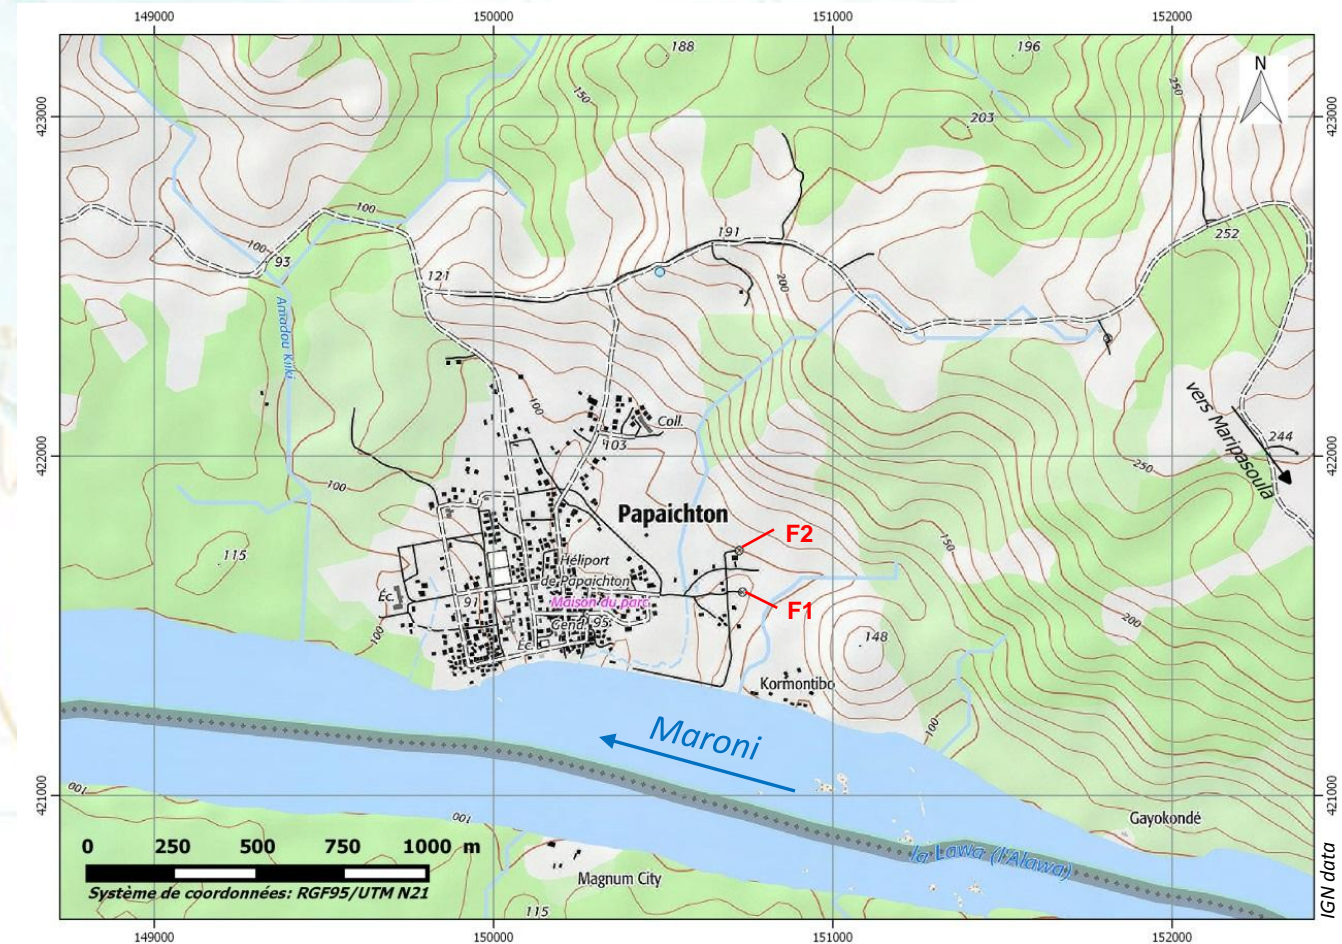 149000 150000 151000 152000
188
196
N
150
250
203
423000
423000
100
191
252
100
93
121
200
Amadou Kiiki
vers Maripasoula
100
Coll.
103
244
422000
422000
250
100
Papaichton
F2
150
115
Héliport
de Papaichton
Éc.
91
Maison du parc
F1
200
Gend.
95
100
Éc.
148
Kormontibo
Maroni
100
421000
421000
100
100
Gayokondé
0 250 500 750 1000 m
la Lawa (l'Alawa)
Magnum City
Système de coordonnées: RGF95/UTM N21
115
IGN data
149000 150000 151000 152000